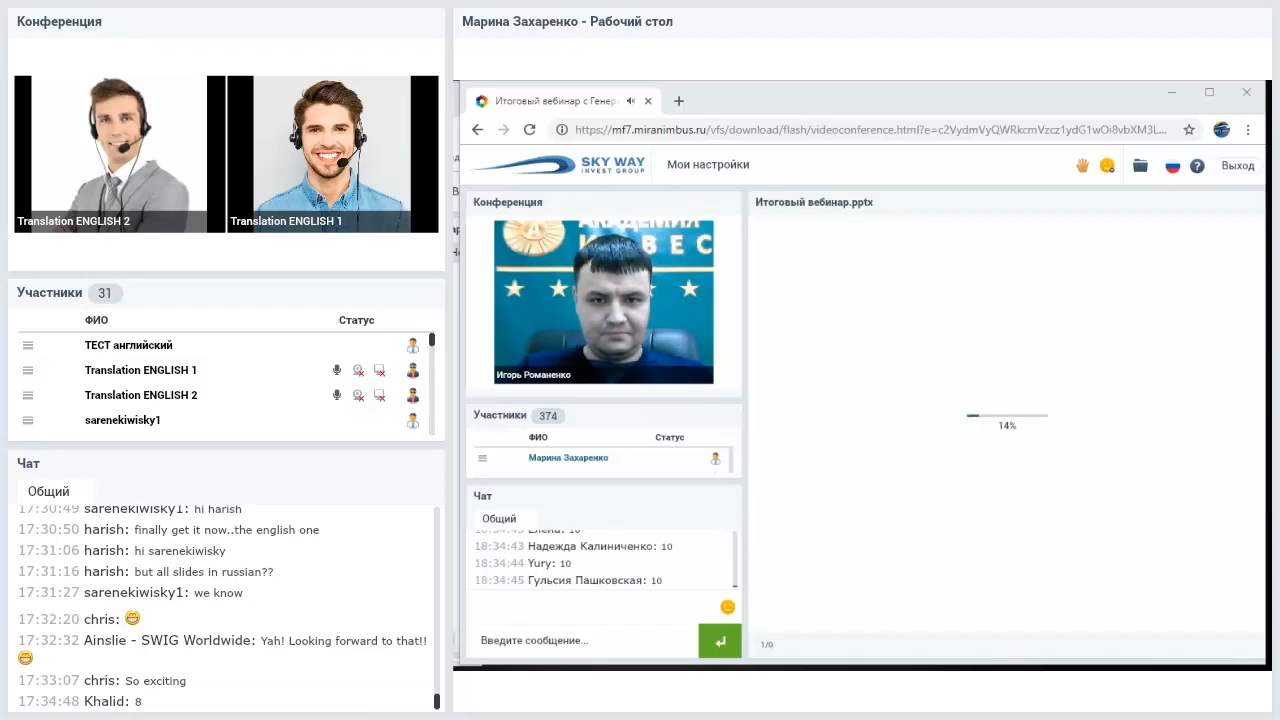 Конференция
Translation ENGLISH 2
Translation ENGLISH 1
Участники 31
ФИО Статус
ТЕСТ английский
Translation ENGLISH 1
Translation ENGLISH 2
sarenekiwisky1
Чат
Общий
17:30:49 sarenekiwisky1: hi harish
17:30:50 harish: finally get it now..the english one
17:31:06 harish: hi sarenekiwisky
17:31:16 harish: but all slides in russian??
17:31:27 sarenekiwisky1: we know
17:32:20 chris:
17:32:32 Ainslie - SWIG Worldwide: Yah! Looking forward to that!!
17:33:07 chris: So exciting
17:34:48 Khalid: 8
Марина Захаренко - Рабочий стол
Итоговый вебинар с Генер
https://mf7.miranimbus.ru/vfs/download/flash/videoconference.html?e=c2VydmVyQWRkcmVzcz1ydG1wOi8vbXM3L...
SKY WAY
INVEST GROUP
Мои настройки
Выход
Конференция
АКАДЕМИЯ
Игорь Романенко
Участники 374
ФИО Статус
Марина Захаренко
Чат
Общий
18:34:43 Елена: 10
18:34:43 Надежда Калиниченко: 10
18:34:44 Yury: 10
18:34:45 Гульсия Пашковская: 10
Введите сообщение...
Итоговый вебинар.pptx
14%
1/0